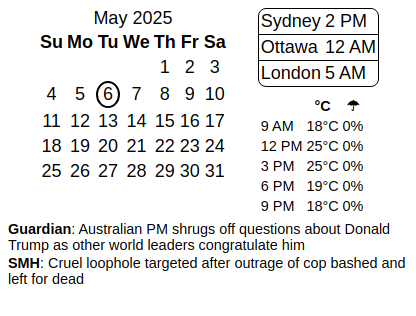 May 2025
Su Mo Tu We Th Fr Sa
1 2 3
4 5 6 7 8 9 10
11 12 13 14 15 16 17
18 19 20 21 22 23 24
25 26 27 28 29 30 31
Sydney 2 PM
Ottawa 12 AM
London 5 AM
°C ☂
9 AM 18°C 0%
12 PM 25°C 0%
3 PM 25°C 0%
6 PM 19°C 0%
9 PM 18°C 0%
Guardian: Australian PM shrugs off questions about Donald
Trump as other world leaders congratulate him
SMH: Cruel loophole targeted after outrage of cop bashed and
left for dead